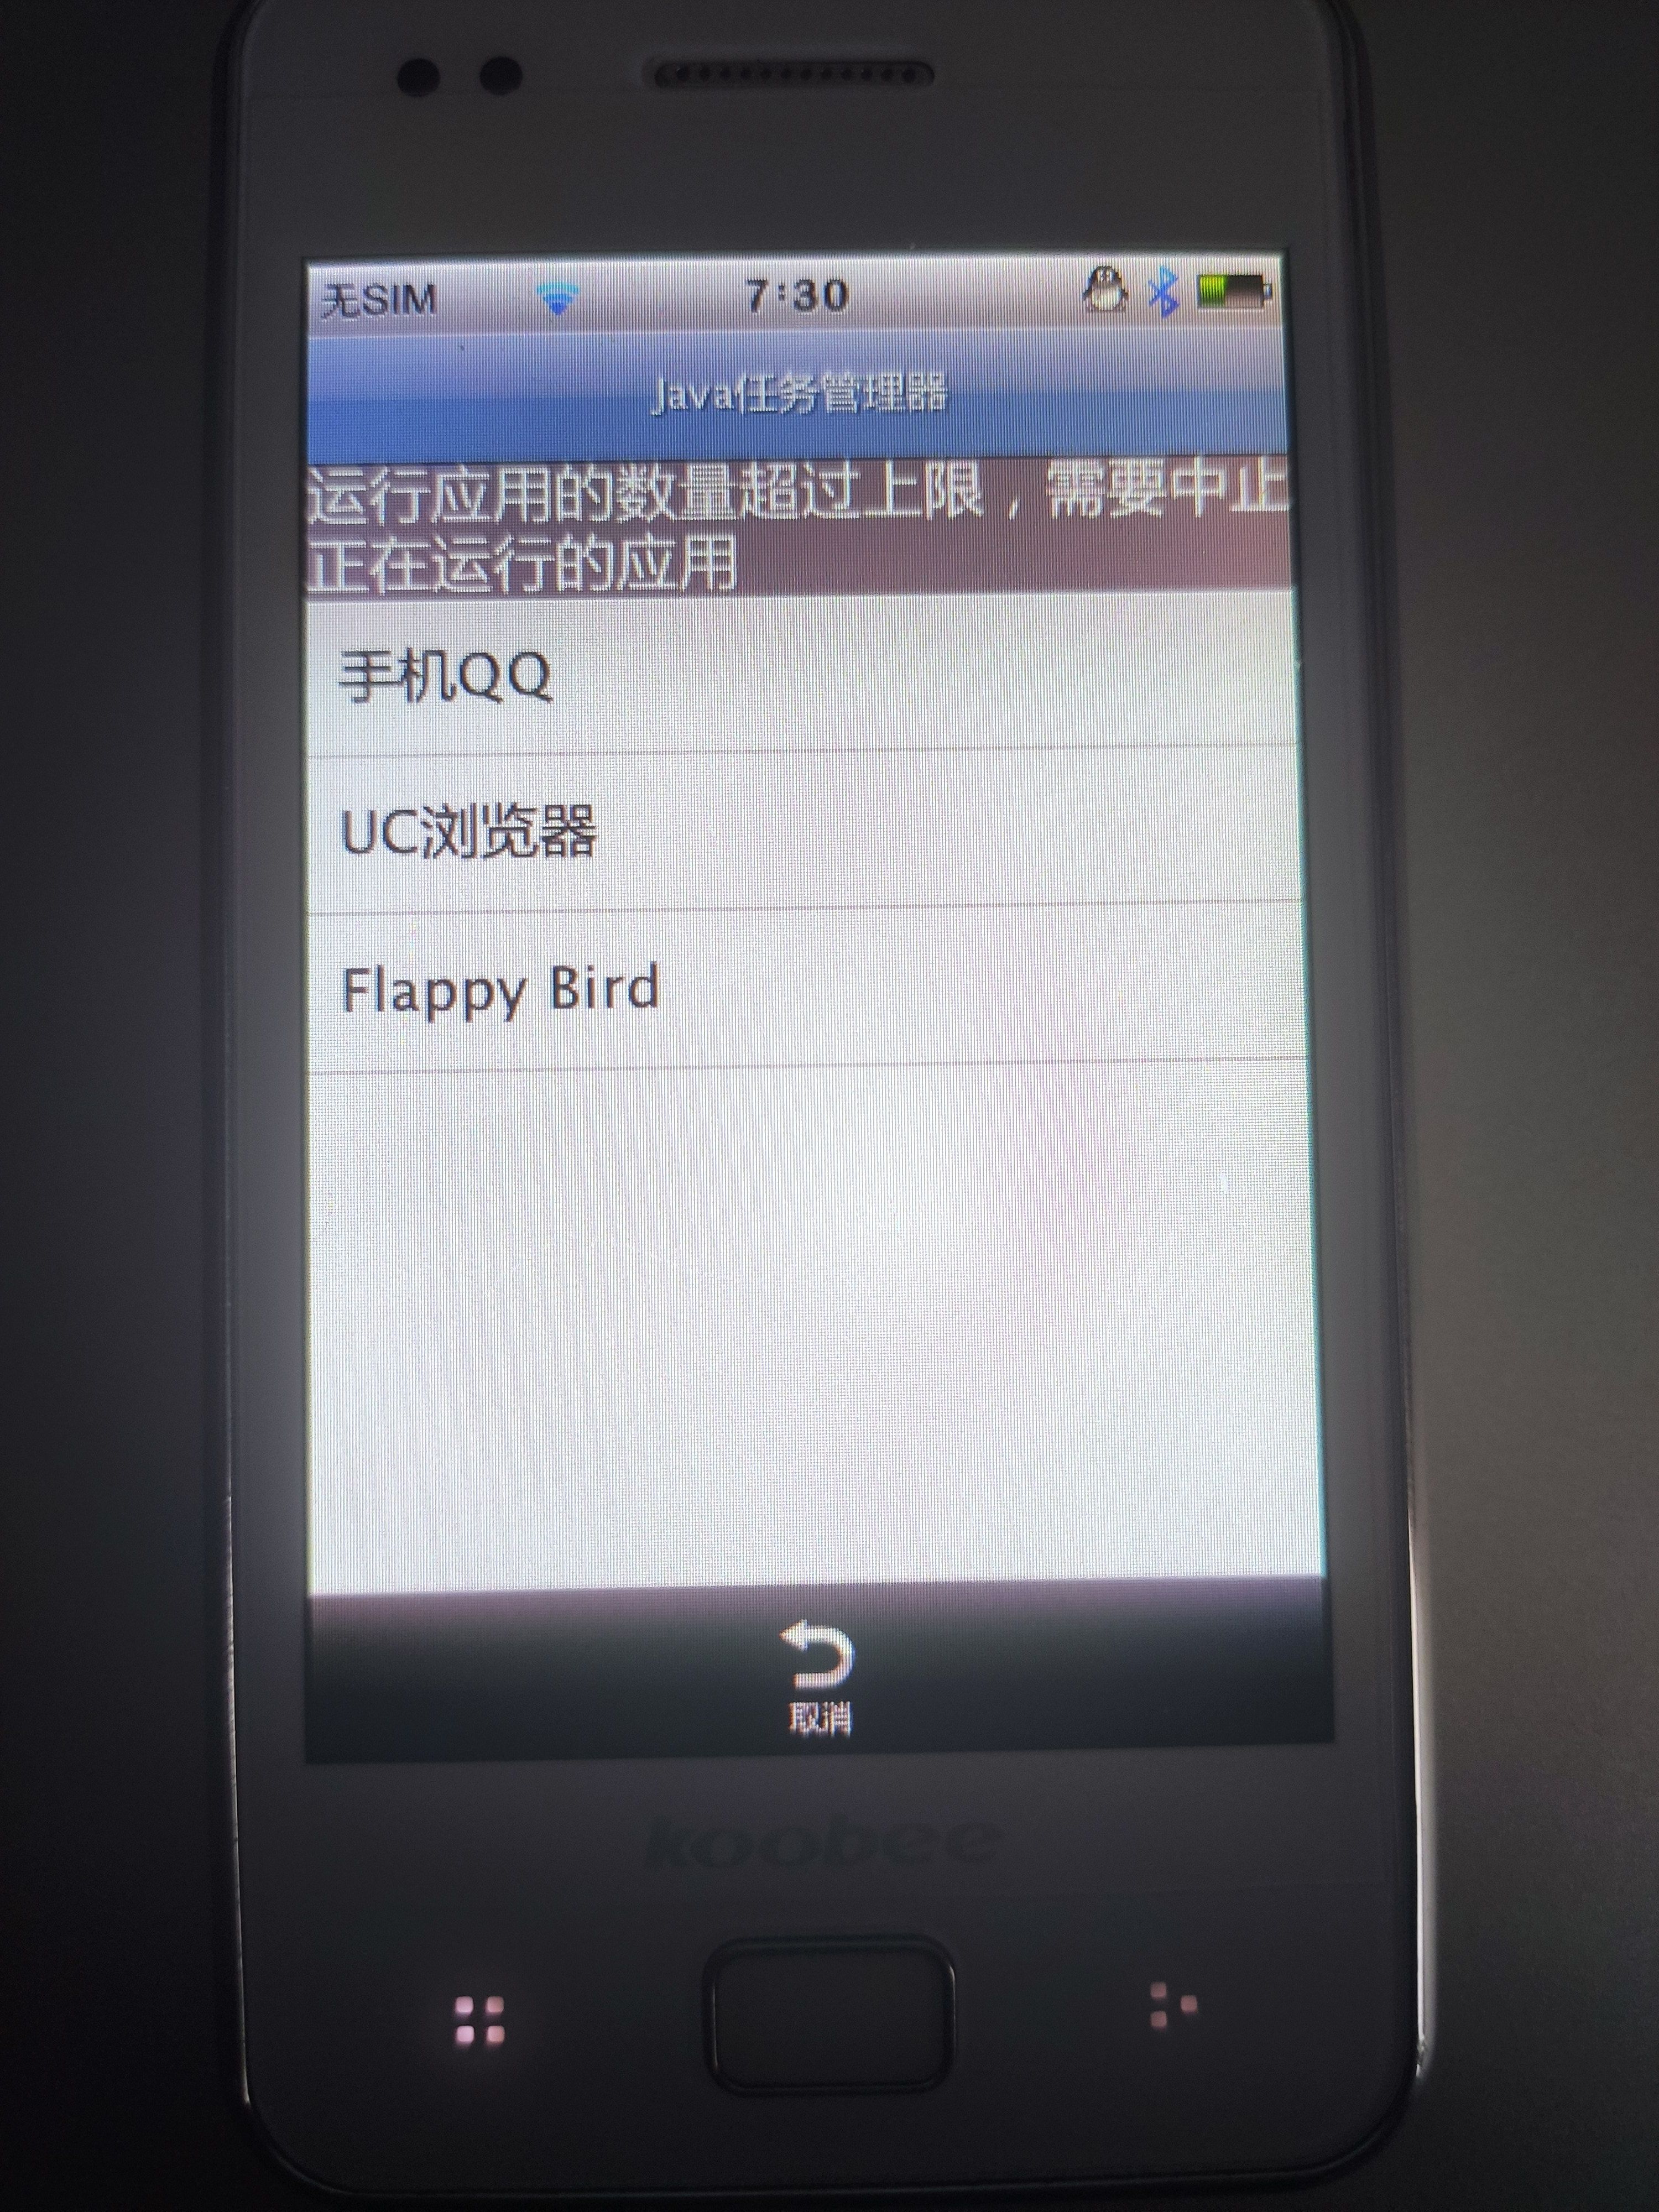 无SIM 7:30
Java任务管理器
运行应用的数量超过上限，需要中止
正在运行的应用
手机QQ
UC浏览器
Flappy Bird
取消
koobee